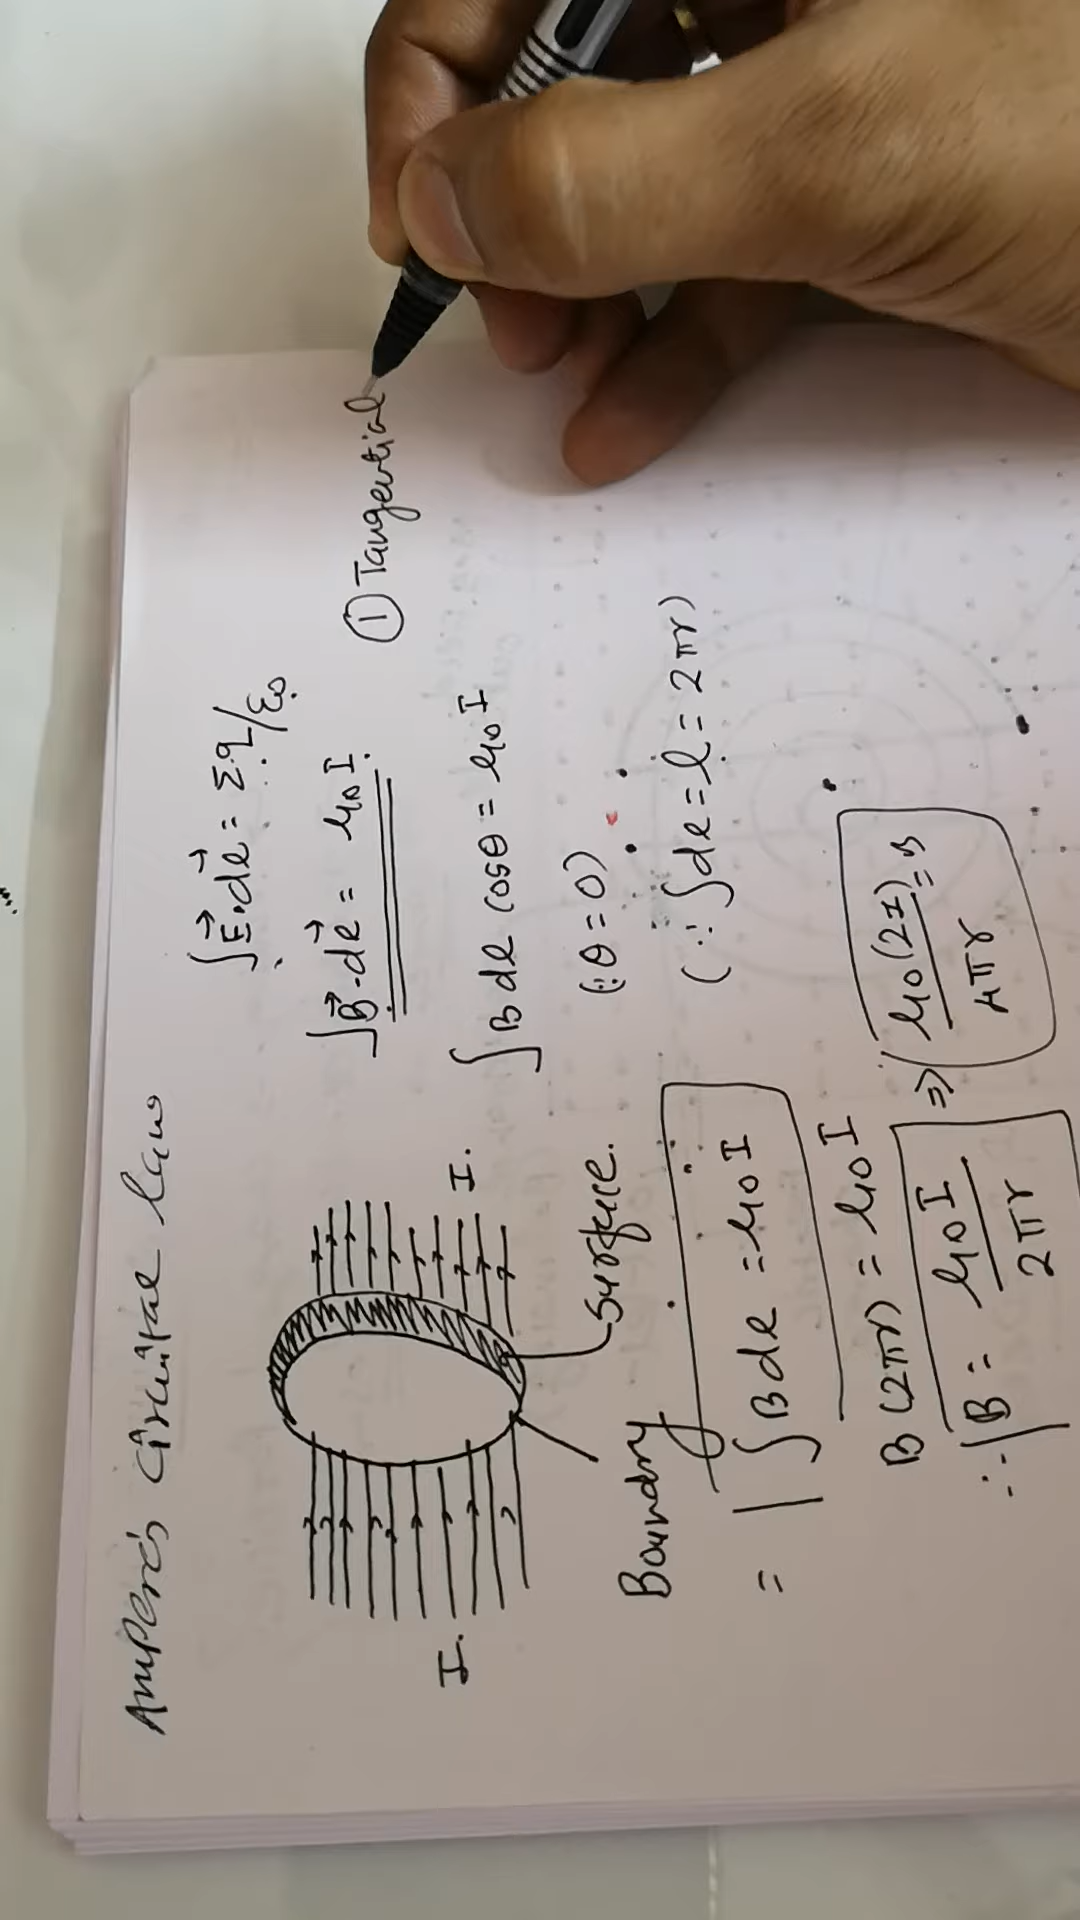 Ampere's Circuital law
∫E⃗·dl⃗ = Σq/ε₀
∫B⃗·dl⃗ = μ₀I
① Tangential
I.
I.
∫B dl cosθ = μ₀I
(∵ θ = 0)
Surface.
Boundry
= ∫B dl = μ₀I
(∵ ∫dl = l = 2πr)
B(2πr) = μ₀I
∴ B = μ₀I/2πr ⇒ μ₀(2I)/4πr = B